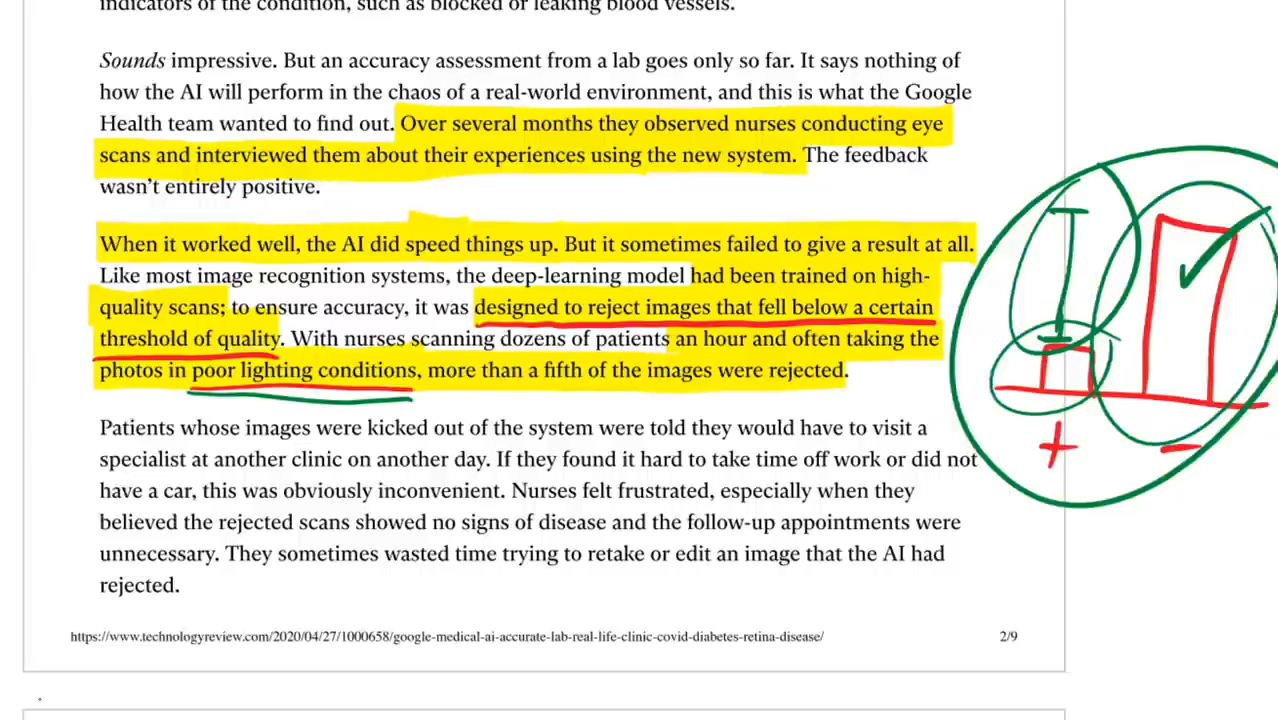 indicators of the condition, such as blocked or leaking blood vessels.
Sounds impressive. But an accuracy assessment from a lab goes only so far. It says nothing of
how the AI will perform in the chaos of a real-world environment, and this is what the Google
Health team wanted to find out. Over several months they observed nurses conducting eye
scans and interviewed them about their experiences using the new system. The feedback
wasn’t entirely positive.
When it worked well, the AI did speed things up. But it sometimes failed to give a result at all.
Like most image recognition systems, the deep-learning model had been trained on high-
quality scans; to ensure accuracy, it was designed to reject images that fell below a certain
threshold of quality. With nurses scanning dozens of patients an hour and often taking the
photos in poor lighting conditions, more than a fifth of the images were rejected.
+ –
Patients whose images were kicked out of the system were told they would have to visit a
specialist at another clinic on another day. If they found it hard to take time off work or did not
have a car, this was obviously inconvenient. Nurses felt frustrated, especially when they
believed the rejected scans showed no signs of disease and the follow-up appointments were
unnecessary. They sometimes wasted time trying to retake or edit an image that the AI had
rejected.
https://www.technologyreview.com/2020/04/27/1000658/google-medical-ai-accurate-lab-real-life-clinic-covid-diabetes-retina-disease/ 2/9